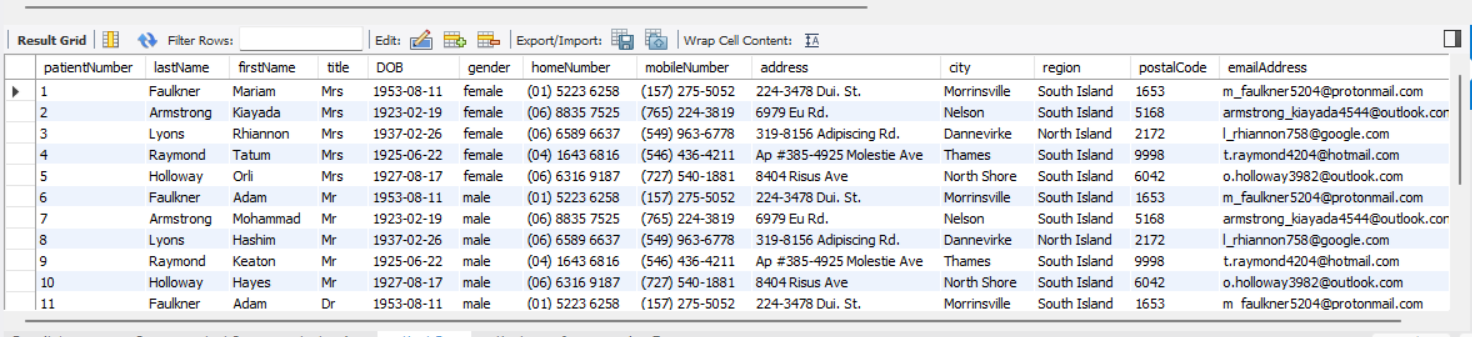 Result Grid Filter Rows: Edit: Export/Import: Wrap Cell Content: IA
patientNumber lastName firstName title DOB gender homeNumber mobileNumber address city region postalCode emailAddress
1 Faulkner Mariam Mrs 1953-08-11 female (01) 5223 6258 (157) 275-5052 224-3478 Dui. St. Morrinsville South Island 1653 m_faulkner5204@protonmail.com
2 Armstrong Kiayada Mrs 1923-02-19 female (06) 8835 7525 (765) 224-3819 6979 Eu Rd. Nelson South Island 5168 armstrong_kiayada4544@outlook.con
3 Lyons Rhiannon Mrs 1937-02-26 female (06) 6589 6637 (549) 963-6778 319-8156 Adipiscing Rd. Dannevirke North Island 2172 l_rhiannon758@google.com
4 Raymond Tatum Mrs 1925-06-22 female (04) 1643 6816 (546) 436-4211 Ap #385-4925 Molestie Ave Thames South Island 9998 t.raymond4204@hotmail.com
5 Holloway Orli Mrs 1927-08-17 female (06) 6316 9187 (727) 540-1881 8404 Risus Ave North Shore South Island 6042 o.holloway3982@outlook.com
6 Faulkner Adam Mr 1953-08-11 male (01) 5223 6258 (157) 275-5052 224-3478 Dui. St. Morrinsville South Island 1653 m_faulkner5204@protonmail.com
7 Armstrong Mohammad Mr 1923-02-19 male (06) 8835 7525 (765) 224-3819 6979 Eu Rd. Nelson South Island 5168 armstrong_kiayada4544@outlook.con
8 Lyons Hashim Mr 1937-02-26 male (06) 6589 6637 (549) 963-6778 319-8156 Adipiscing Rd. Dannevirke North Island 2172 l_rhiannon758@google.com
9 Raymond Keaton Mr 1925-06-22 male (04) 1643 6816 (546) 436-4211 Ap #385-4925 Molestie Ave Thames South Island 9998 t.raymond4204@hotmail.com
10 Holloway Hayes Mr 1927-08-17 male (06) 6316 9187 (727) 540-1881 8404 Risus Ave North Shore South Island 6042 o.holloway3982@outlook.com
11 Faulkner Adam Dr 1953-08-11 male (01) 5223 6258 (157) 275-5052 224-3478 Dui. St. Morrinsville South Island 1653 m_faulkner5204@protonmail.com